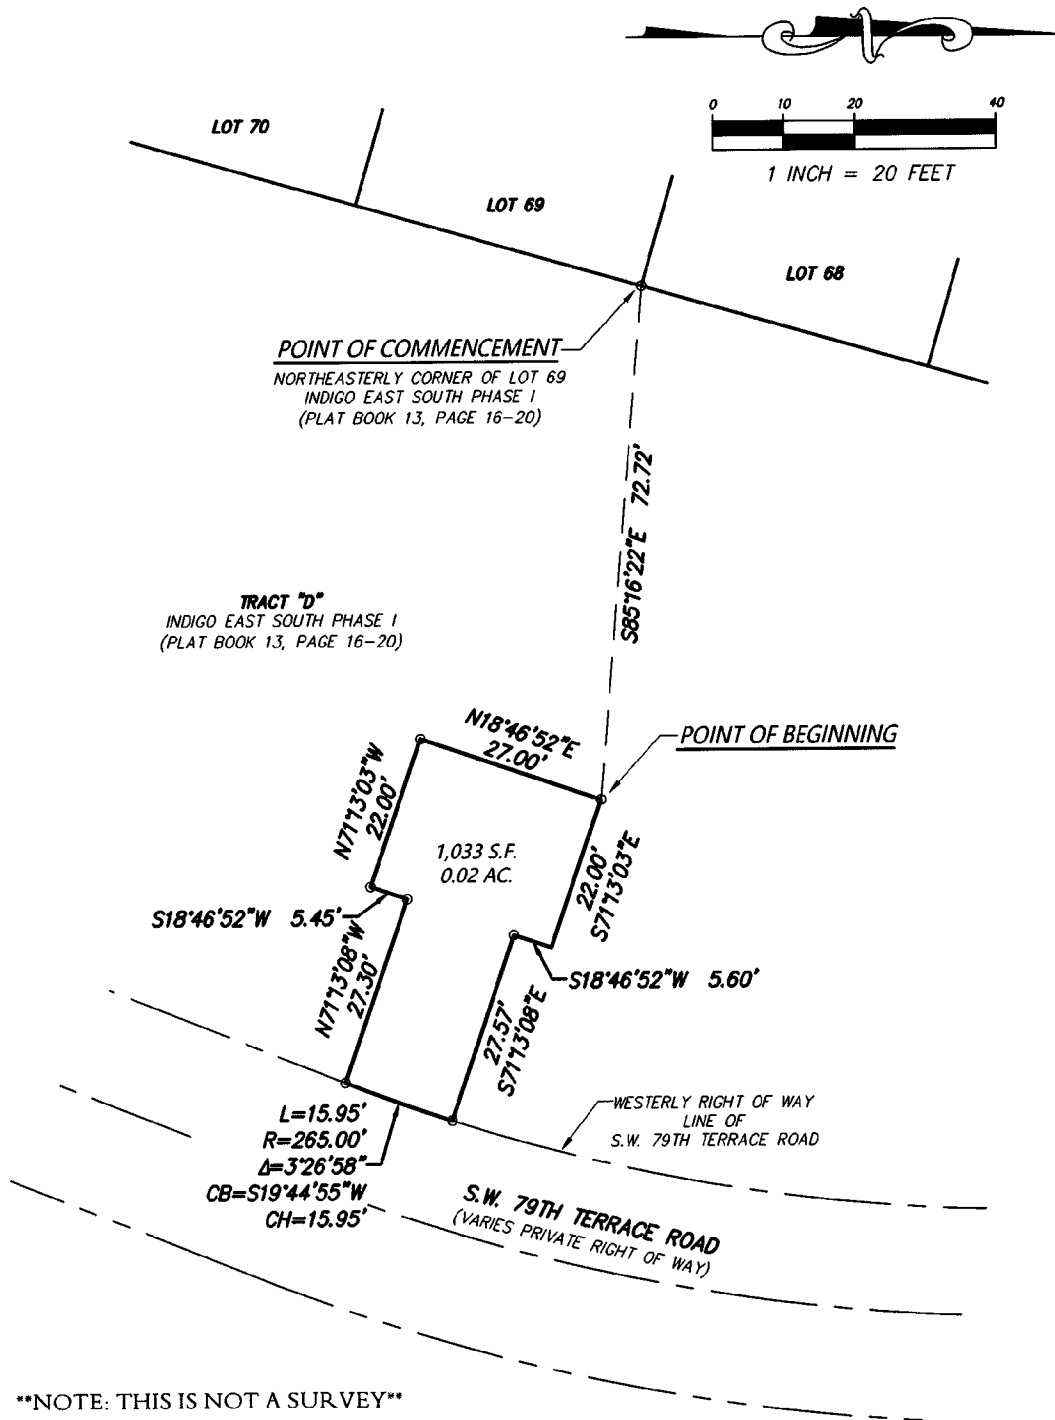 0 10 20 40
1 INCH = 20 FEET
LOT 70
LOT 69
LOT 68
POINT OF COMMENCEMENT
NORTHEASTERLY CORNER OF LOT 69
INDIGO EAST SOUTH PHASE I
(PLAT BOOK 13, PAGE 16-20)
S85°16'22"E 72.72'
TRACT "D"
INDIGO EAST SOUTH PHASE I
(PLAT BOOK 13, PAGE 16-20)
N18°46'52"E
27.00'
POINT OF BEGINNING
N71°13'03"W
22.00'
1,033 S.F.
0.02 AC.
22.00'
S71°13'03"E
S18°46'52"W 5.45'
S18°46'52"W 5.60'
N71°13'08"W
27.30'
27.57'
S71°13'08"E
L=15.95'
R=265.00'
Δ=3°26'58"
CB=S19°44'55"W
CH=15.95'
WESTERLY RIGHT OF WAY
LINE OF
S.W. 79TH TERRACE ROAD
S.W. 79TH TERRACE ROAD
(VARIES PRIVATE RIGHT OF WAY)
**NOTE: THIS IS NOT A SURVEY**